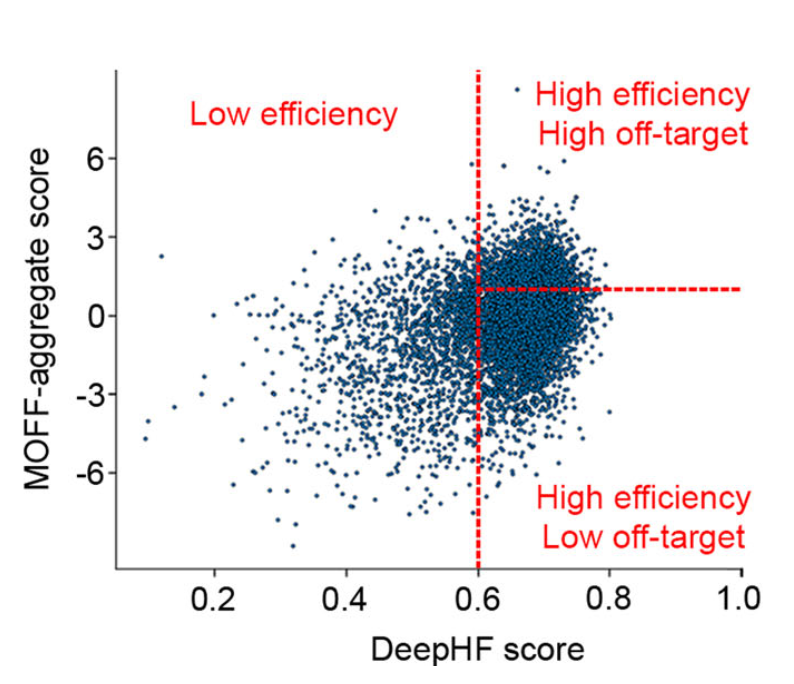 Low efficiency
High efficiency
High off-target
MOFF-aggregate score
6
3
0
-3
-6
High efficiency
Low off-target
0.2
0.4
0.6
0.8
1.0
DeepHF score